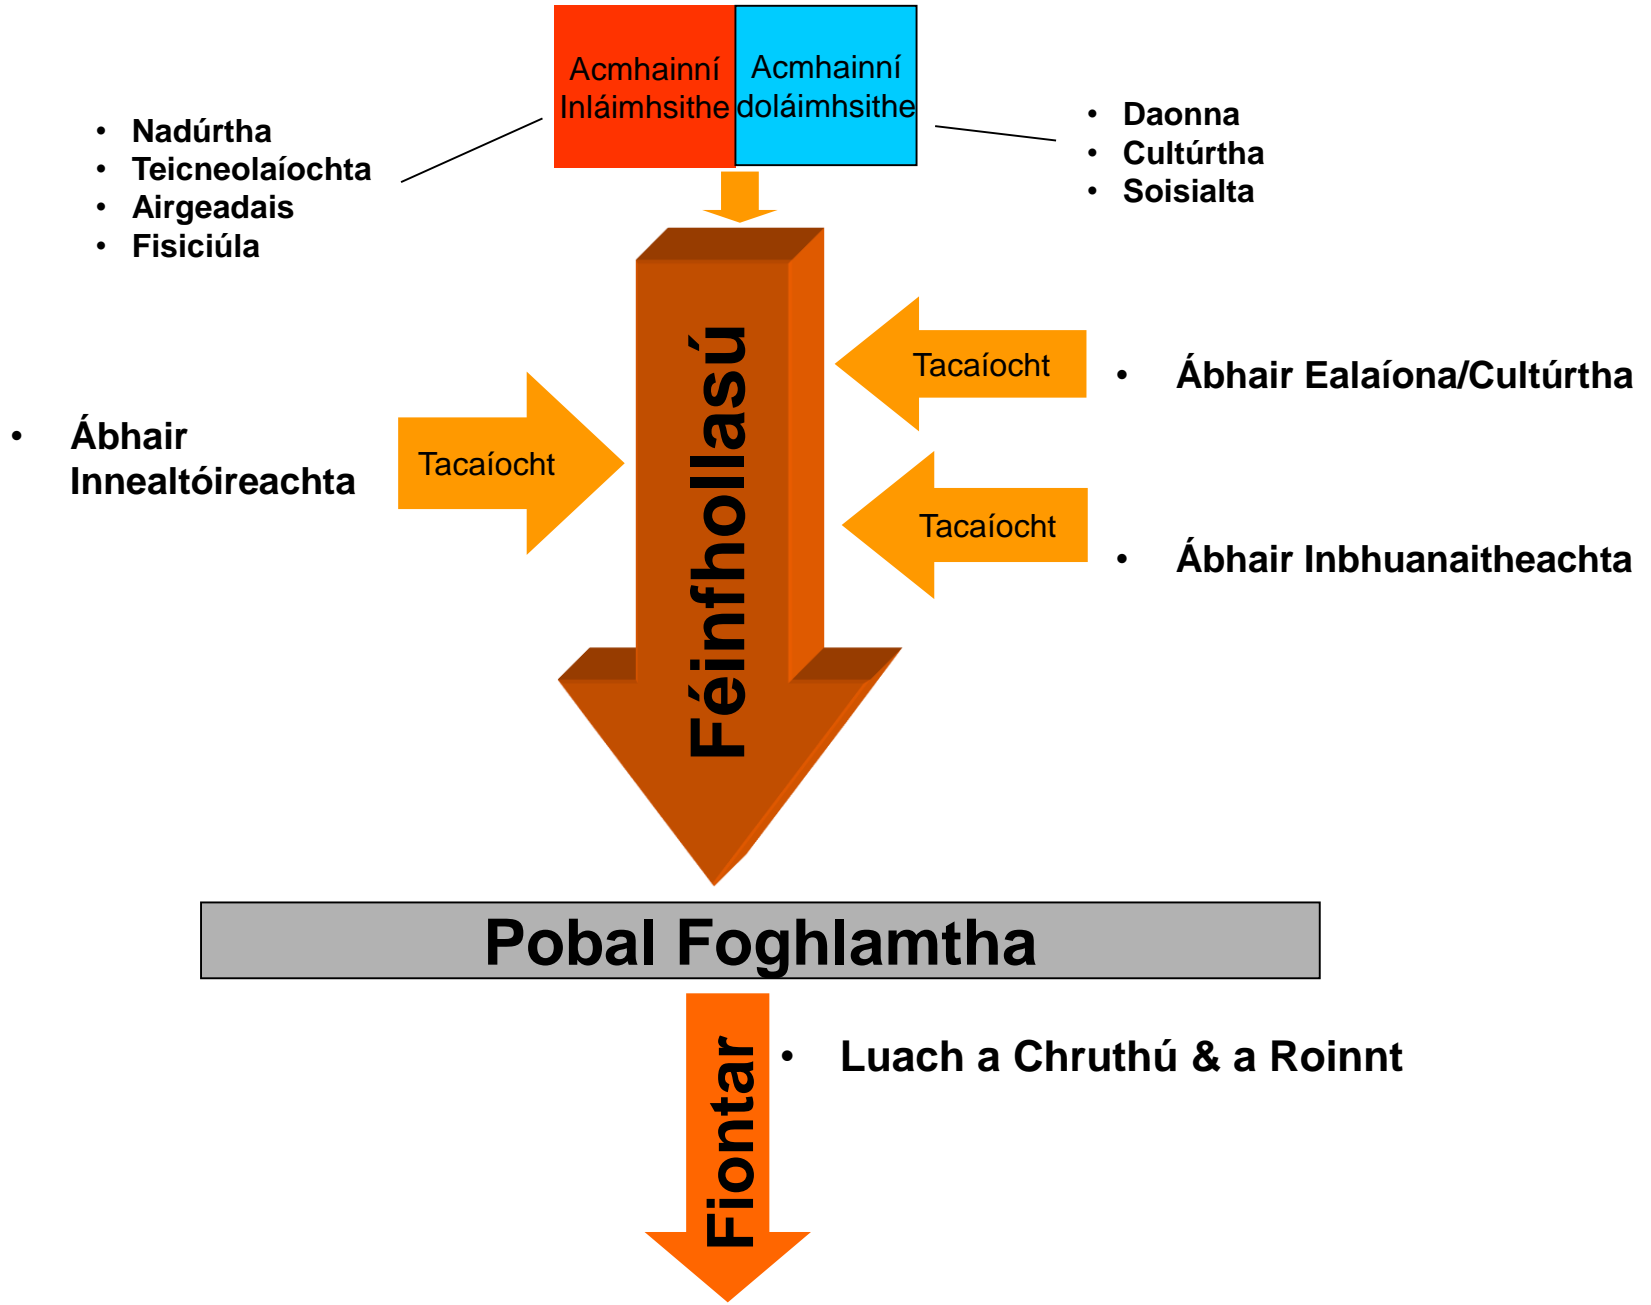 Acmhainní
Inláimhsithe
Acmhainní
doláimhsithe
• Nadúrtha
• Teicneolaíochta
• Airgeadais
• Fisiciúla
• Daonna
• Cultúrtha
• Soisialta
Féinfhollasú
Tacaíocht
• Ábhair Ealaíona/Cultúrtha
• Ábhair
Innealtóireachta
Tacaíocht
Tacaíocht
• Ábhair Inbhuanaitheachta
Pobal Foghlamtha
Fiontar
• Luach a Chruthú & a Roinnt